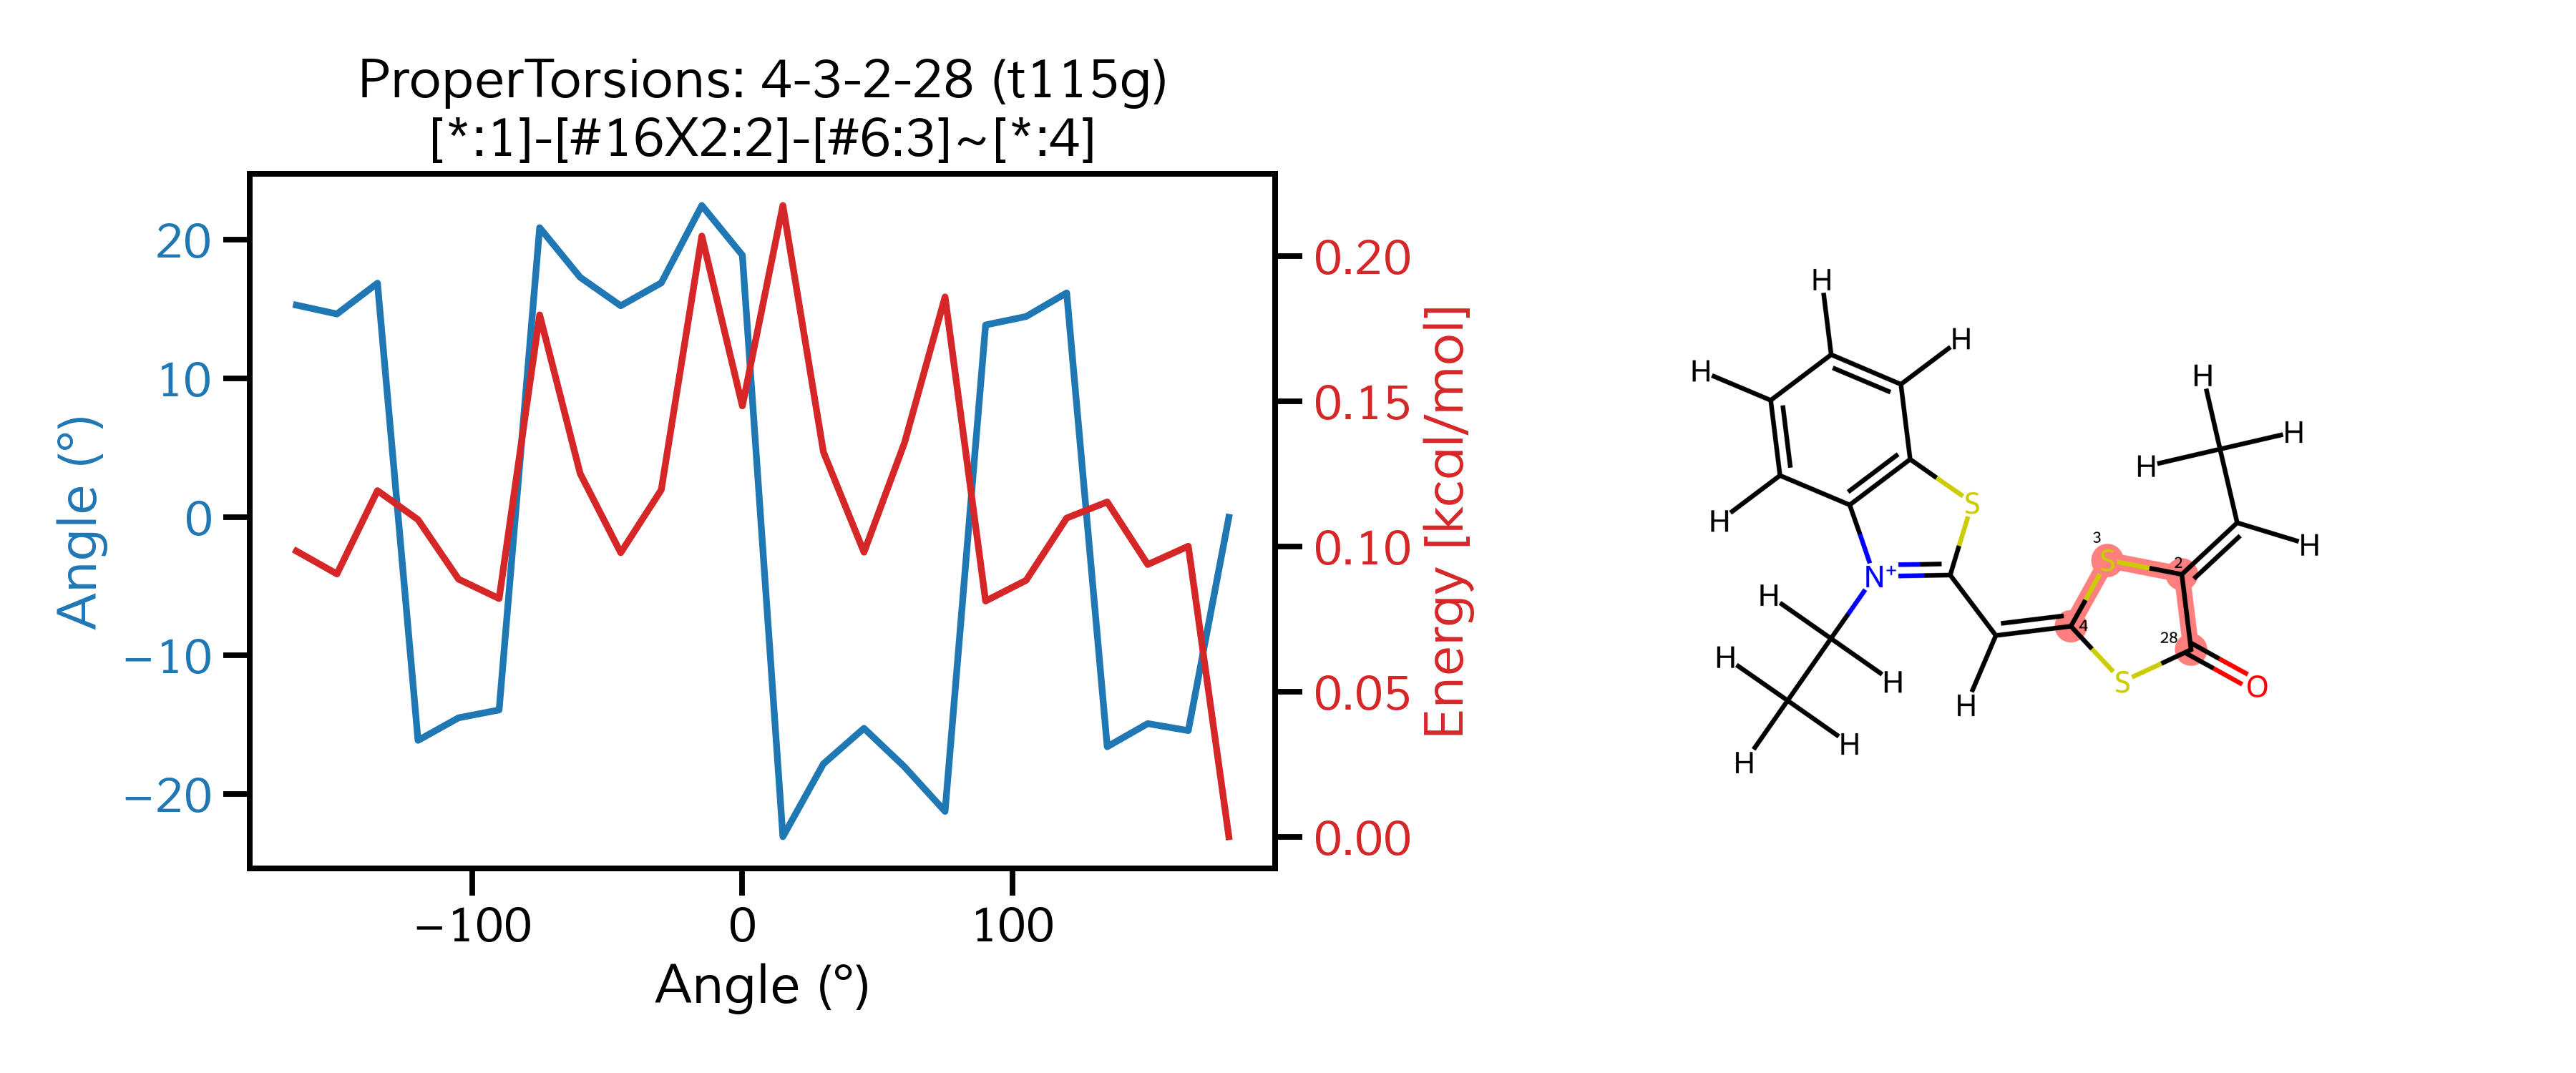 ProperTorsions: 4-3-2-28 (t115g)
[*:1]-[#16X2:2]-[#6:3]~[*:4]
20
10
0
−10
−20
Angle (°)
0.20
0.15
0.10
0.05
0.00
Energy [kcal/mol]
−100
0
100
Angle (°)
H
H
H
H
H
H
H
S
H
H
3
S
2
N⁺
H
4
28
H
H
S
O
H
H
H